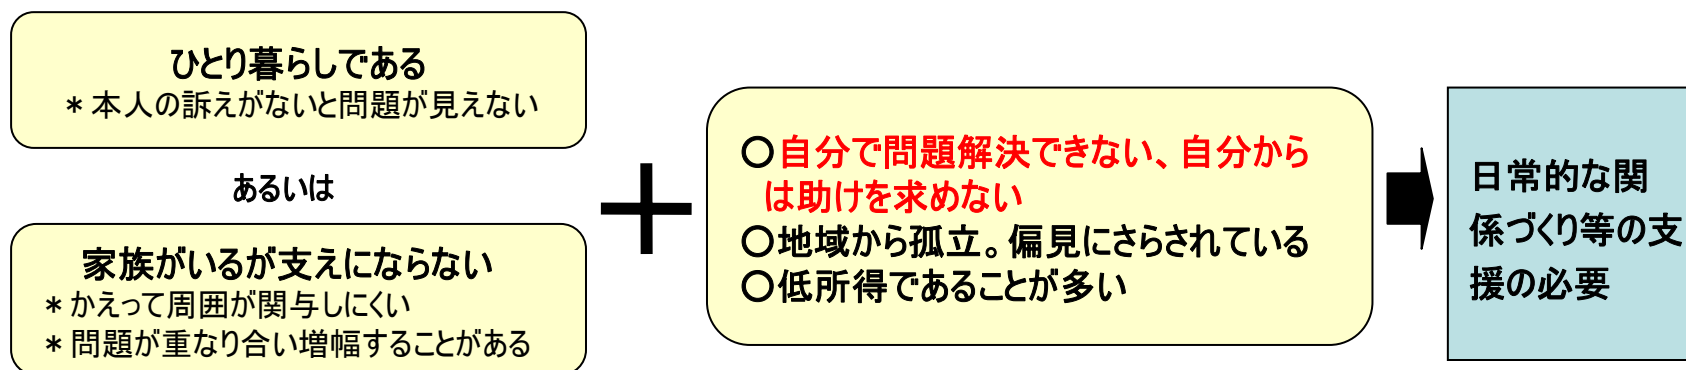 ひとり暮らしである
＊本人の訴えがないと問題が見えない
あるいは
家族がいるが支えにならない
＊かえって周囲が関与しにくい
＊問題が重なり合い増幅することがある
＋
○自分で問題解決できない、自分から
は助けを求めない
○地域から孤立。偏見にさらされている
○低所得であることが多い
日常的な関
係づくり等の支
援の必要